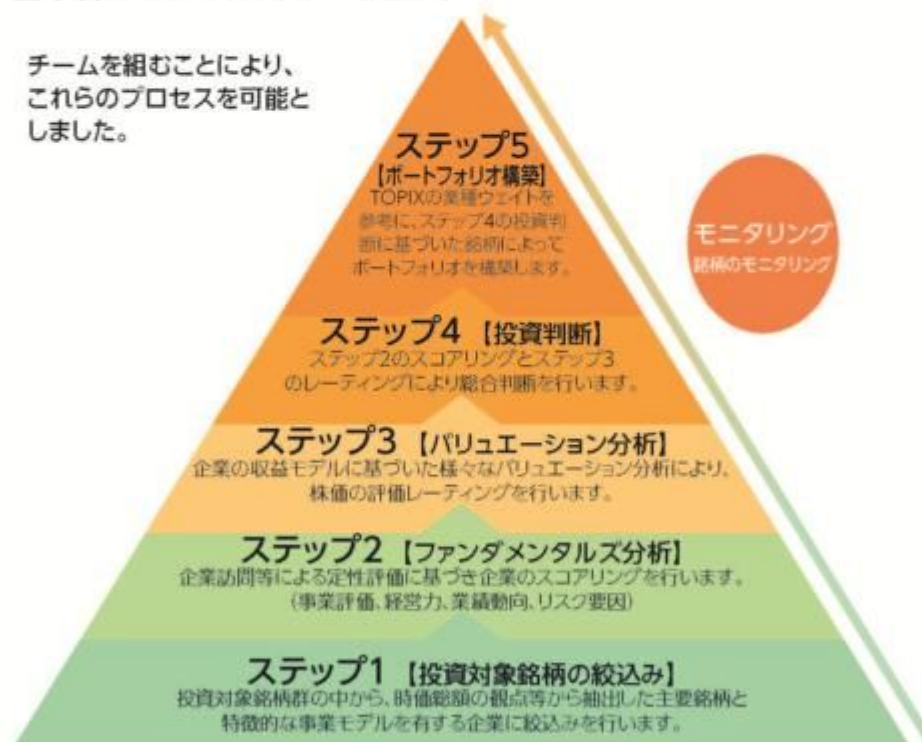 チームを組むことにより、
これらのプロセスを可能と
しました。
ステップ5
【ポートフォリオ構築】
TOPIXの業種ウェイトを
参考に、ステップ4の投資判
断に基づいた銘柄によって
ポートフォリオを構築します。
モニタリング
銘柄のモニタリング
ステップ4 【投資判断】
ステップ2のスコアリングとステップ3
のレーティングにより総合判断を行います。
ステップ3 【バリュエーション分析】
企業の収益モデルに基づいた様々なバリュエーション分析により、
株価の評価レーティングを行います。
ステップ2 【ファンダメンタルズ分析】
企業訪問等による定性評価に基づき企業のスコアリングを行います。
（事業評価、経営力、業績動向、リスク要因）
ステップ1 【投資対象銘柄の絞込み】
投資対象銘柄群の中から、時価総額の観点等から抽出した主要銘柄と
特徴的な事業モデルを有する企業に絞込みを行います。